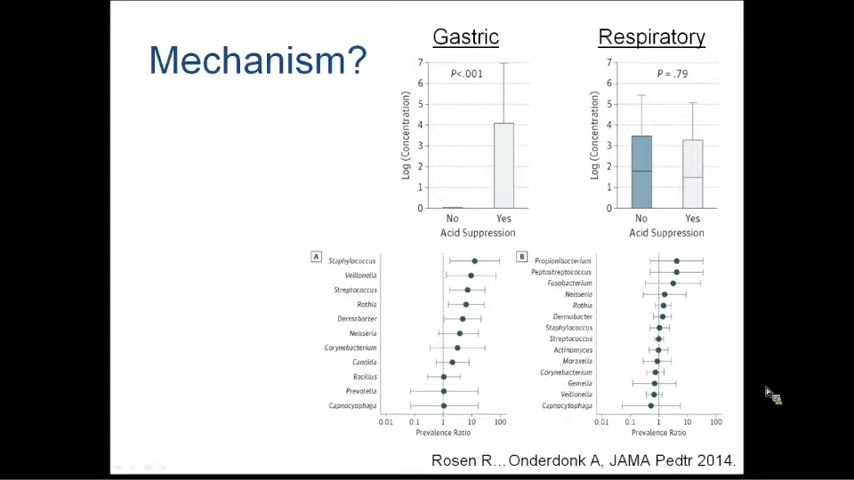 Mechanism?
Gastric
P<.001
Log (Concentration)
7
6
5
4
3
2
1
0
No
Yes
Acid Suppression
Respiratory
P = .79
Log (Concentration)
7
6
5
4
3
2
1
0
No
Yes
Acid Suppression
A
Staphylococcus
Veillonella
Streptococcus
Rothia
Dermabacter
Neisseria
Corynebacterium
Candida
Bacillus
Prevotella
Capnocyophaga
0.01 0.1 1 10 100
Prevalence Ratio
B
Propionibacterium
Peptostreptococcus
Fusobacterium
Neisseria
Rothia
Dermabacter
Staphylococcus
Streptococcus
Actinomyces
Moraxella
Corynebacterium
Gemella
Veillonella
Capnocytophaga
0.01 0.1 1 10 100
Prevalence Ratio
Rosen R...Onderdonk A, JAMA Pedtr 2014.